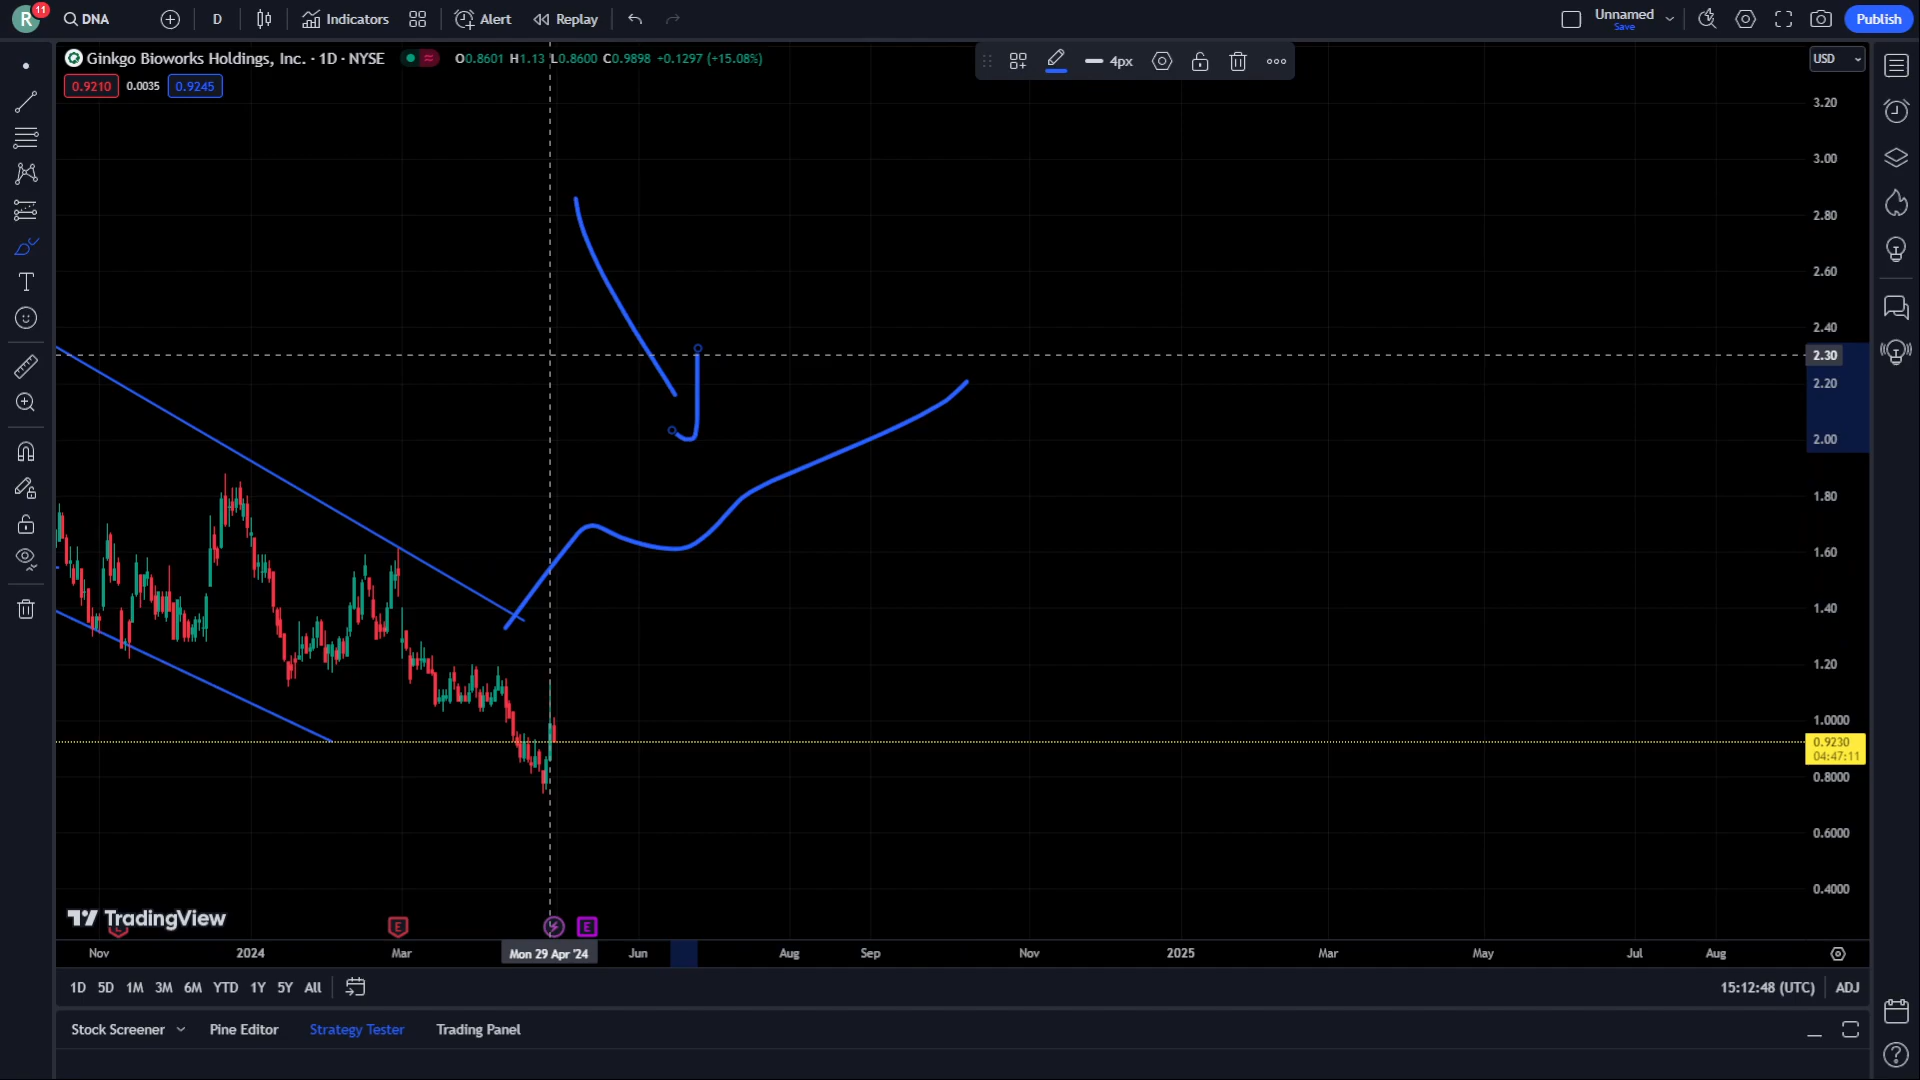 R 11 DNA D Indicators Alert Replay Unnamed Save Publish
Ginkgo Bioworks Holdings, Inc. · 1D · NYSE O0.8601 H1.13 L0.8600 C0.9898 +0.1297 (+15.08%) 4px USD
0.9210 0.0035 0.9245
3.20
3.00
2.80
2.60
2.40
2.30
2.20
2.00
1.80
1.60
1.40
1.20
1.0000
0.9230
04:47:11
0.8000
0.6000
0.4000
TradingView
E E E
Nov 2024 Mar Mon 29 Apr '24 Jun Aug Sep Nov 2025 Mar May Jul Aug
1D 5D 1M 3M 6M YTD 1Y 5Y All 15:12:48 (UTC) ADJ
Stock Screener Pine Editor Strategy Tester Trading Panel